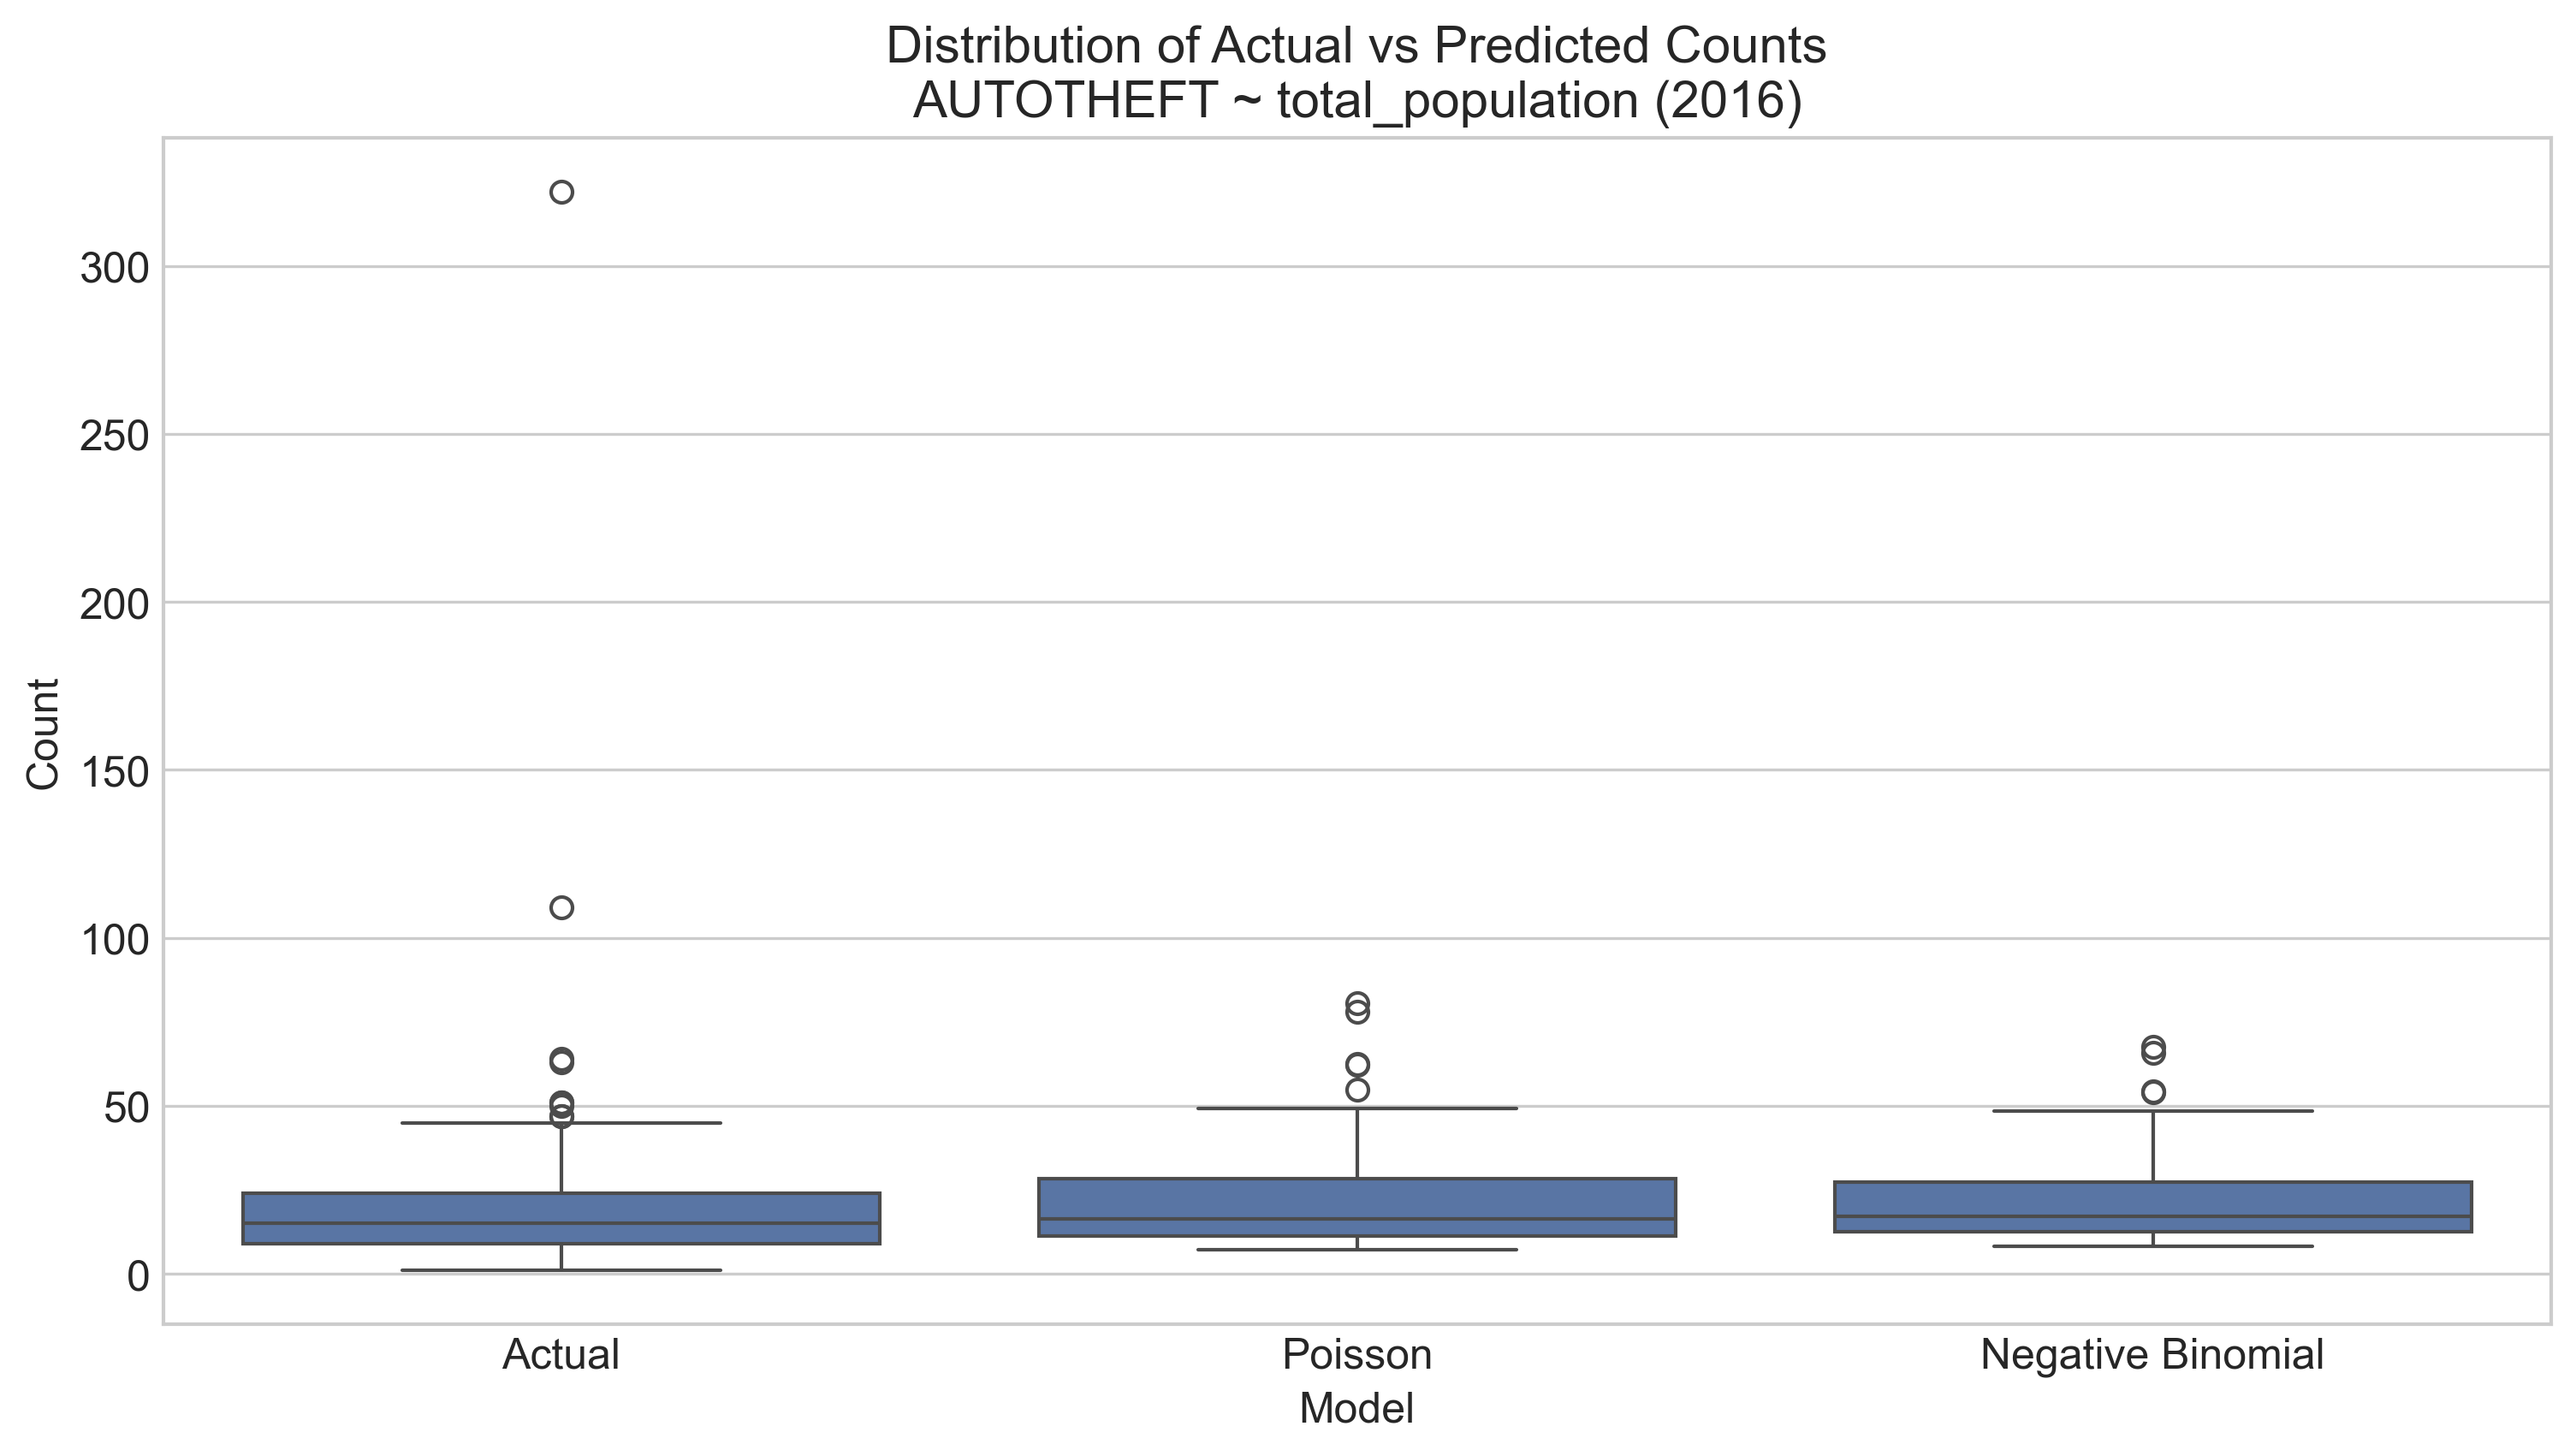 Distribution of Actual vs Predicted Counts
AUTOTHEFT ~ total_population (2016)
Count
300
250
200
150
100
50
0
Actual
Poisson
Negative Binomial
Model